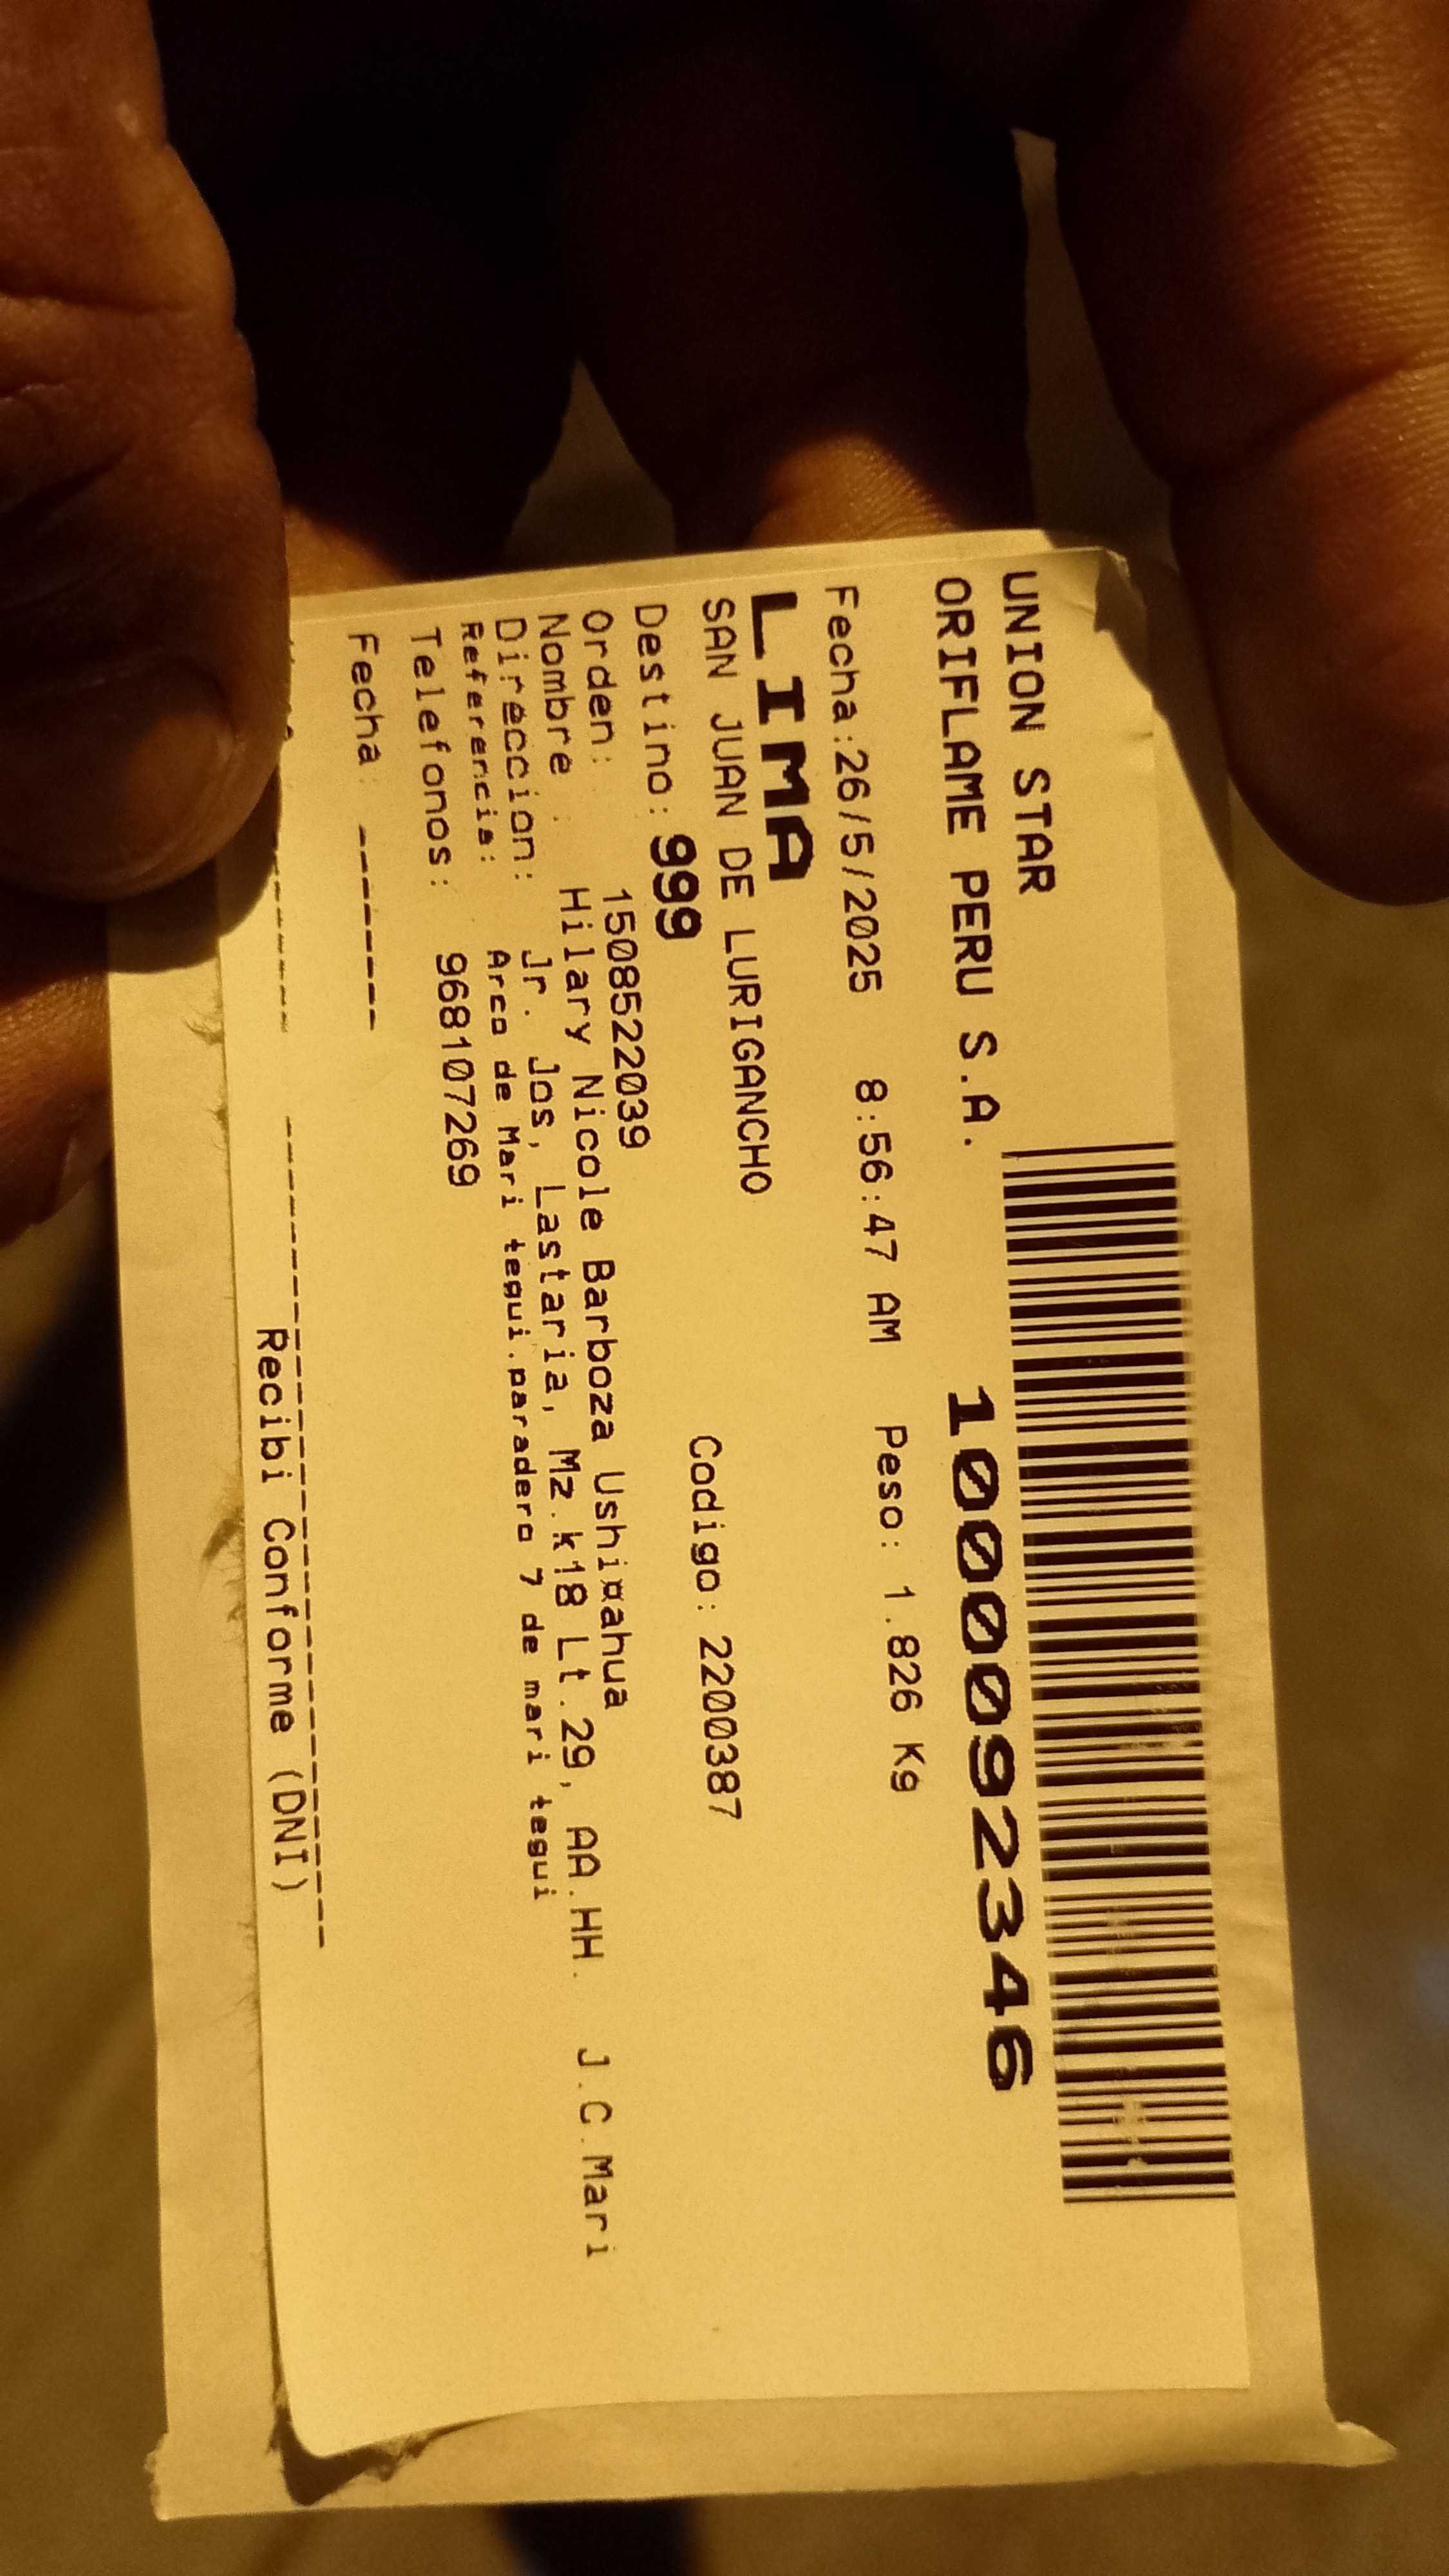 UNION STAR
ORIFLAME PERU S.A. 1000092346
Fecha:26/5/2025 8:56:47 AM Peso: 1.826 Kg
LIMA
SAN JUAN DE LURIGANCHO
Destino: 999 Codigo: 2200387
Orden: 1508522039
Nombre : Hilary Nicole Barboza Ushi¤ahua
Direccion: Jr. Jos, Lastaria, Mz.k18 Lt.29, AA.HH. J.C.Mari
Referencia: Arco de Mari tegui.paradero 7 de mari tegui
Telefonos: 968107269
Fecha: ------
Recibi Conforme (DNI)